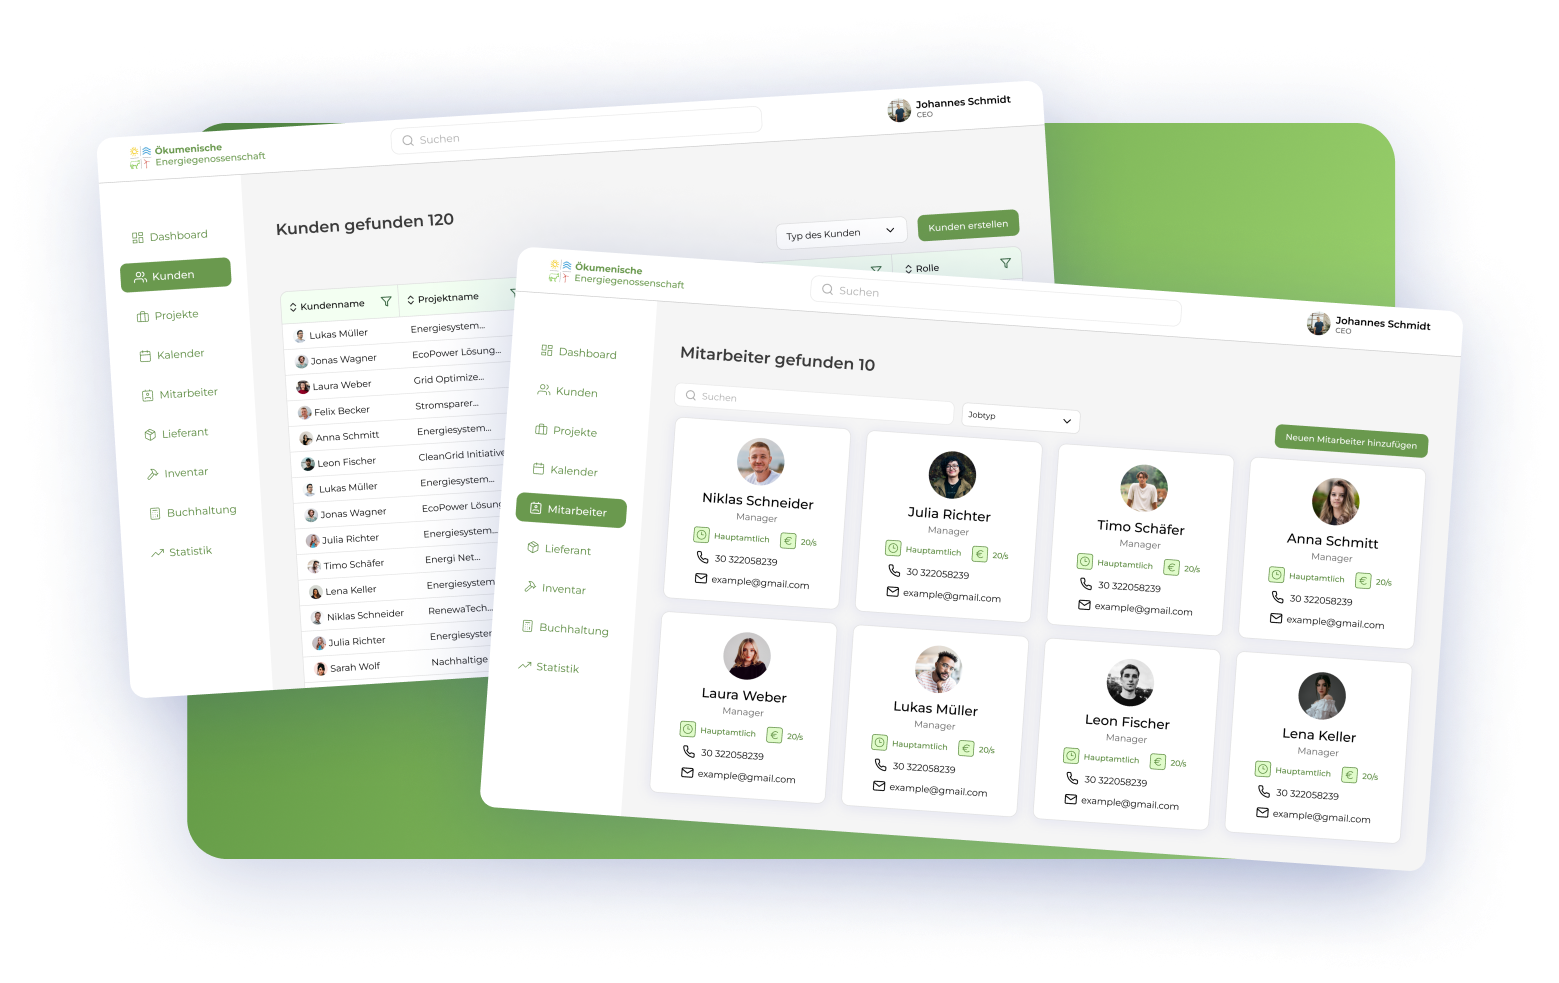 Ökumenische
Energiegenossenschaft
Suchen
Johannes Schmidt
CEO
Dashboard
Kunden
Projekte
Kalender
Mitarbeiter
Lieferant
Inventar
Buchhaltung
Statistik
Kunden gefunden 120
Typ des Kunden
Kunden erstellen
Kundenname
Projektname
Rolle
Lukas Müller Energiesystem...
Jonas Wagner EcoPower Lösung...
Laura Weber Grid Optimize...
Felix Becker Stromsparer...
Anna Schmitt Energiesystem...
Leon Fischer CleanGrid Initiative
Lukas Müller Energiesystem...
Jonas Wagner EcoPower Lösung
Julia Richter Energiesystem...
Timo Schäfer Energi Net...
Lena Keller Energiesystem
Niklas Schneider RenewaTech...
Julia Richter Energiesyster
Sarah Wolf Nachhaltige
Ökumenische
Energiegenossenschaft
Suchen
Johannes Schmidt
CEO
Dashboard
Kunden
Projekte
Kalender
Mitarbeiter
Lieferant
Inventar
Buchhaltung
Statistik
Mitarbeiter gefunden 10
Suchen
Jobtyp
Neuen Mitarbeiter hinzufügen
Niklas Schneider
Manager
Hauptamtlich € 20/s
30 322058239
example@gmail.com
Julia Richter
Manager
Hauptamtlich € 20/s
30 322058239
example@gmail.com
Timo Schäfer
Manager
Hauptamtlich € 20/s
30 322058239
example@gmail.com
Anna Schmitt
Manager
Hauptamtlich € 20/s
30 322058239
example@gmail.com
Laura Weber
Manager
Hauptamtlich € 20/s
30 322058239
example@gmail.com
Lukas Müller
Manager
Hauptamtlich € 20/s
30 322058239
example@gmail.com
Leon Fischer
Manager
Hauptamtlich € 20/s
30 322058239
example@gmail.com
Lena Keller
Manager
Hauptamtlich € 20/s
30 322058239
example@gmail.com